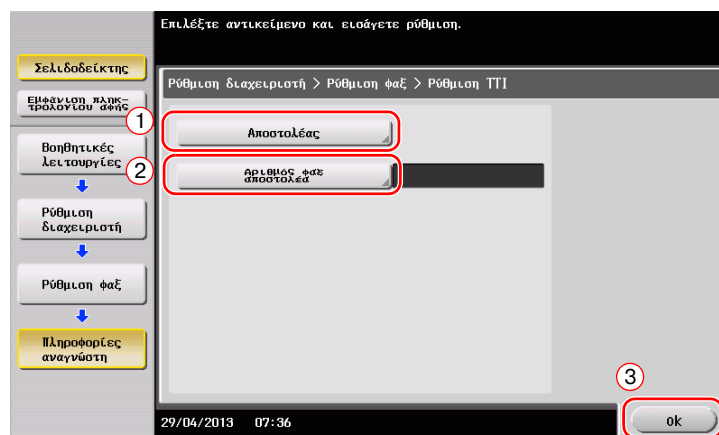 Επιλέξτε αντικείμενο και εισάγετε ρύθμιση.
Σελιδοδείκτης
Εμφάνιση πληκ-
τρολογίου αφής
Ρύθμιση διαχειριστή > Ρύθμιση φαξ > Ρύθμιση TTI
1
Αποστολέας
Βοηθητικές
λειτουργίες
2
Αριθμός φαξ
αποστολέα
Ρύθμιση
διαχειριστή
Ρύθμιση φαξ
Πληροφορίες
αναγνώστη
3
29/04/2013 07:36
ok